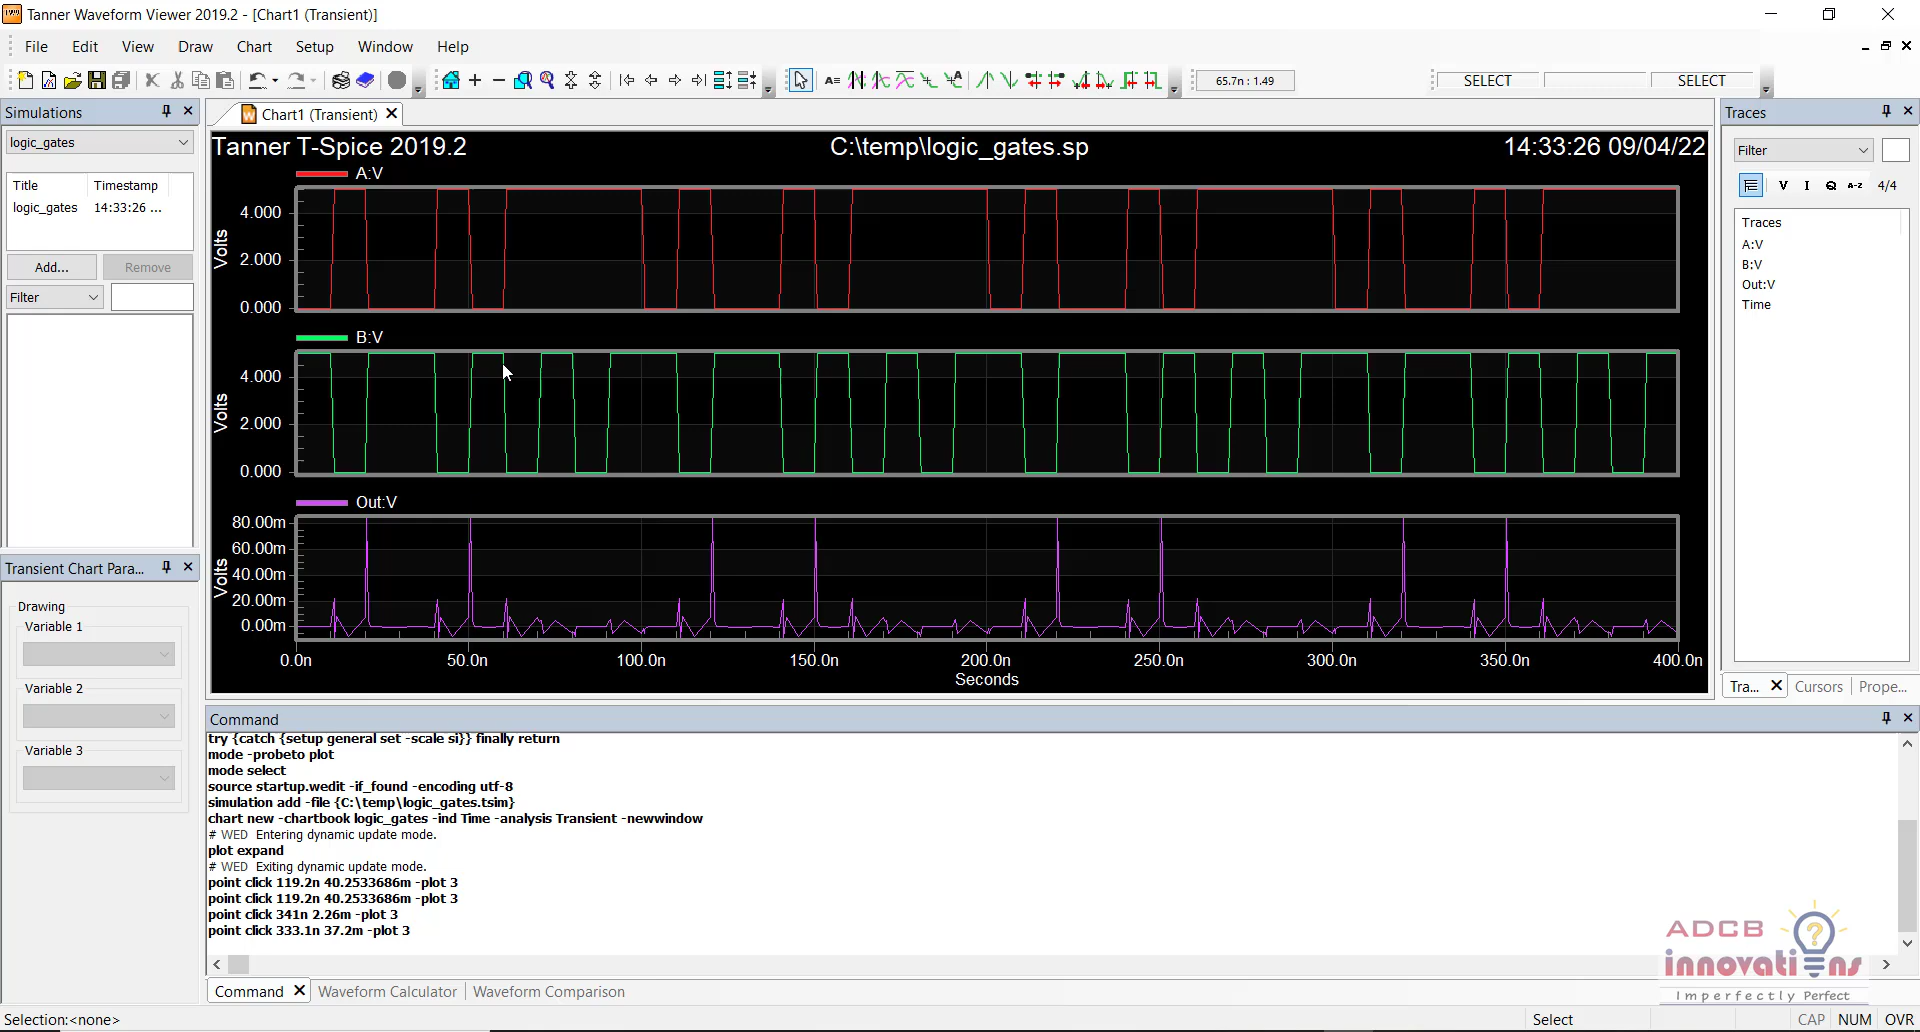 Tanner Waveform Viewer 2019.2 - [Chart1 (Transient)]
File Edit View Draw Chart Setup Window Help
65.7n : 1.49
SELECT SELECT
Simulations
logic_gates
Title Timestamp
logic_gates 14:33:26 ...
Add... Remove
Filter
Transient Chart Para...
Drawing
Variable 1
Variable 2
Variable 3
Chart1 (Transient)
Tanner T-Spice 2019.2 C:\temp\logic_gates.sp 14:33:26 09/04/22
A:V
4.000
2.000
0.000
Volts
B:V
4.000
2.000
0.000
Volts
Out:V
80.00m
60.00m
40.00m
20.00m
0.00m
Volts
0.0n 50.0n 100.0n 150.0n 200.0n 250.0n 300.0n 350.0n 400.0n
Seconds
Traces
Filter
V I Q A-Z 4/4
Traces
A:V
B:V
Out:V
Time
Tra... Cursors Prope...
Command
try {catch {setup general set -scale si}} finally return
mode -probeto plot
mode select
source startup.wedit -if_found -encoding utf-8
simulation add -file {C:\temp\logic_gates.tsim}
chart new -chartbook logic_gates -ind Time -analysis Transient -newwindow
# WED Entering dynamic update mode.
plot expand
# WED Exiting dynamic update mode.
point click 119.2n 40.2533686m -plot 3
point click 119.2n 40.2533686m -plot 3
point click 341n 2.26m -plot 3
point click 333.1n 37.2m -plot 3
Command Waveform Calculator Waveform Comparison
ADCB
innovations
Imperfectly Perfect
Selection:<none> Select CAP NUM OVR